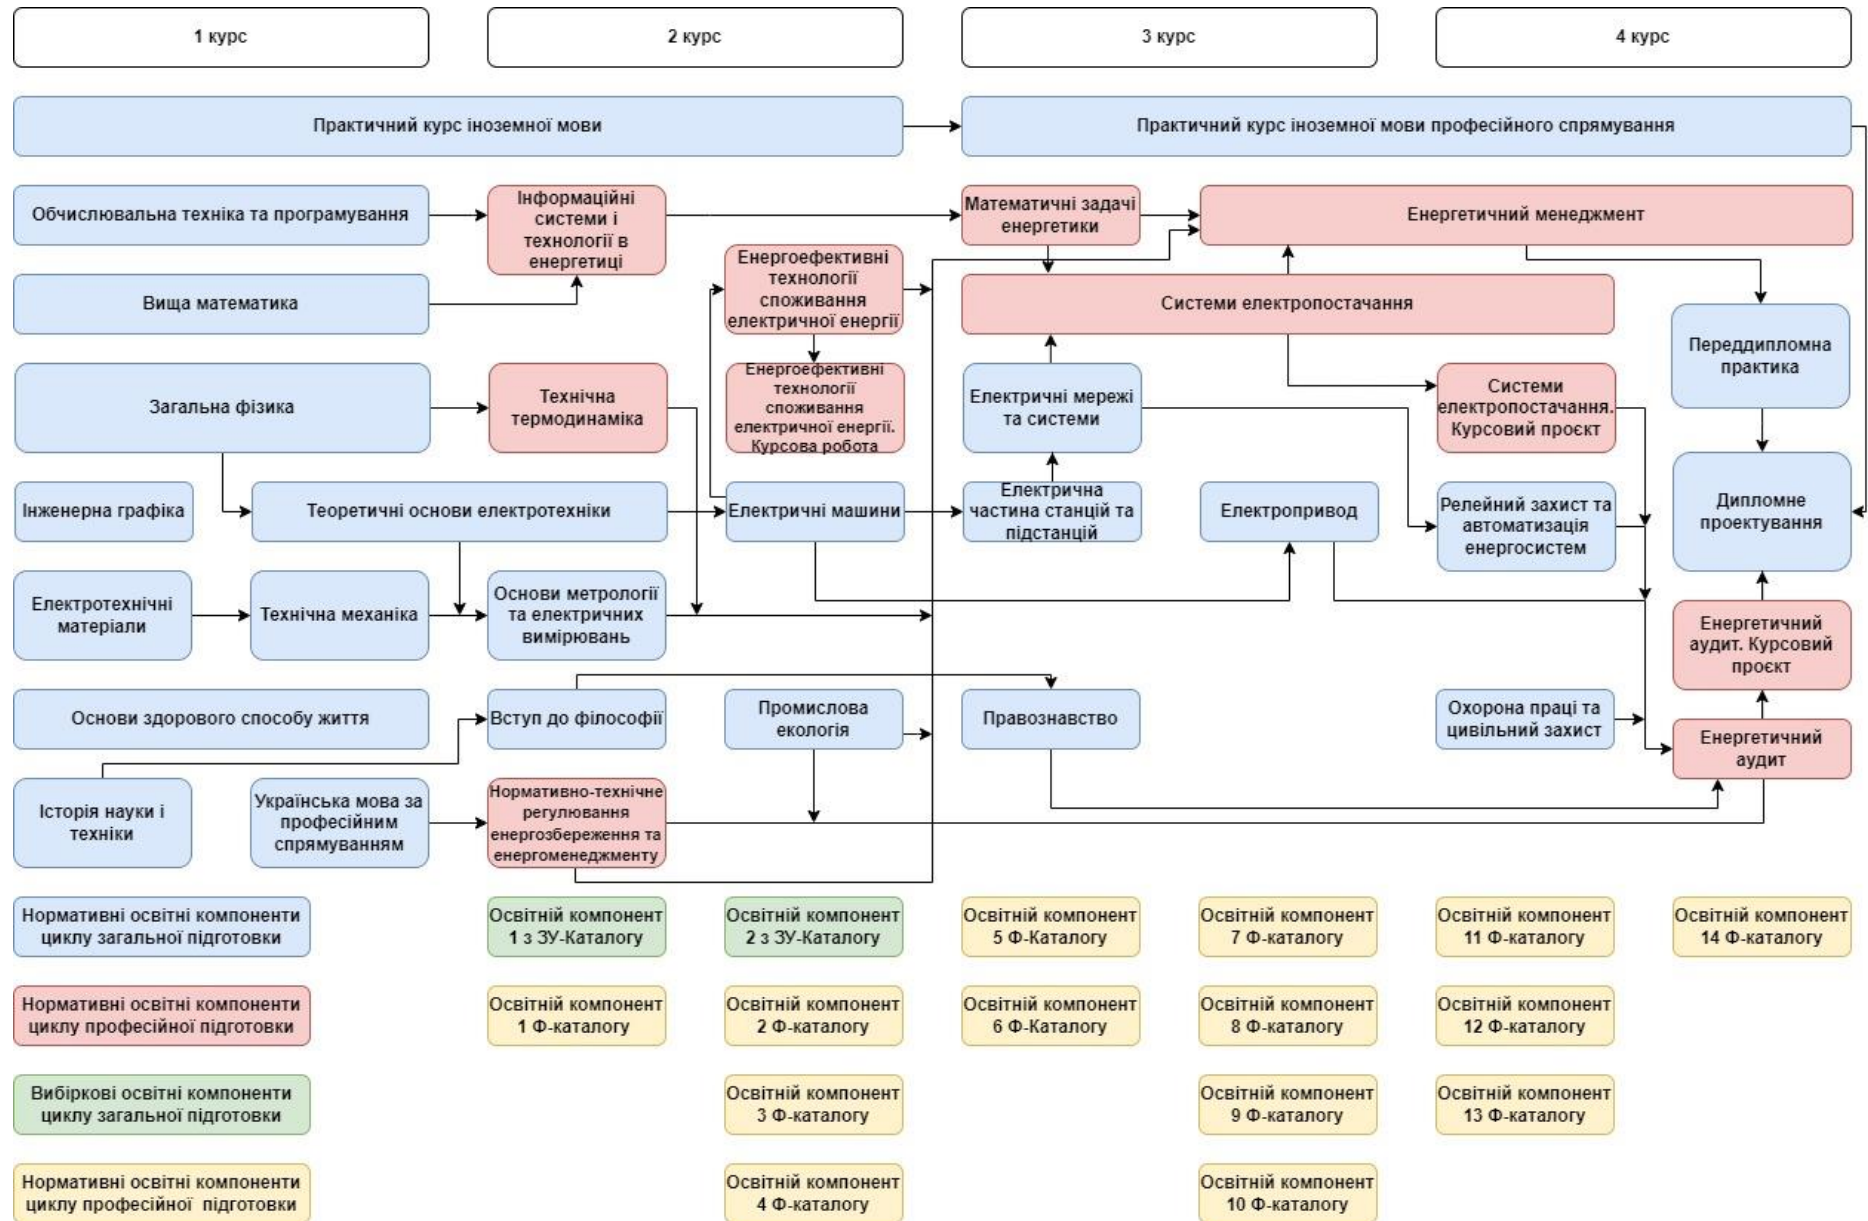 1 курс
2 курс
3 курс
4 курс
Практичний курс іноземної мови
Практичний курс іноземної мови професійного спрямування
Обчислювальна техніка та програмування
Інформаційні
системи і
технології в
енергетиці
Математичні задачі
енергетики
Енергетичний менеджмент
Вища математика
Енергоефективні
технології
споживання
електричної енергії
Системи електропостачання
Загальна фізика
Технічна
термодинаміка
Енергоефективні
технології
споживання
електричної енергії.
Курсова робота
Електричні мережі
та системи
Системи
електропостачання.
Курсовий проєкт
Переддипломна
практика
Інженерна графіка
Теоретичні основи електротехніки
Електричні машини
Електрична
частина станцій та
підстанцій
Електропривод
Релейний захист та
автоматизація
енергосистем
Дипломне
проектування
Електротехнічні
матеріали
Технічна механіка
Основи метрології
та електричних
вимірювань
Енергетичний
аудит. Курсовий
проєкт
Основи здорового способу життя
Вступ до філософії
Промислова
екологія
Правознавство
Охорона праці та
цивільний захист
Енергетичний
аудит
Історія науки і
техніки
Українська мова за
професійним
спрямуванням
Нормативно-технічне
регулювання
енергозбереження та
енергоменеджменту
Нормативні освітні компоненти
циклу загальної підготовки
Освітній компонент
1 з ЗУ-Каталогу
Освітній компонент
2 з ЗУ-Каталогу
Освітній компонент
5 Ф-Каталогу
Освітній компонент
7 Ф-каталогу
Освітній компонент
11 Ф-каталогу
Освітній компонент
14 Ф-каталогу
Нормативні освітні компоненти
циклу професійної підготовки
Освітній компонент
1 Ф-каталогу
Освітній компонент
2 Ф-каталогу
Освітній компонент
6 Ф-Каталогу
Освітній компонент
8 Ф-каталогу
Освітній компонент
12 Ф-каталогу
Вибіркові освітні компоненти
циклу загальної підготовки
Освітній компонент
3 Ф-каталогу
Освітній компонент
9 Ф-каталогу
Освітній компонент
13 Ф-каталогу
Нормативні освітні компоненти
циклу професійної підготовки
Освітній компонент
4 Ф-каталогу
Освітній компонент
10 Ф-каталогу